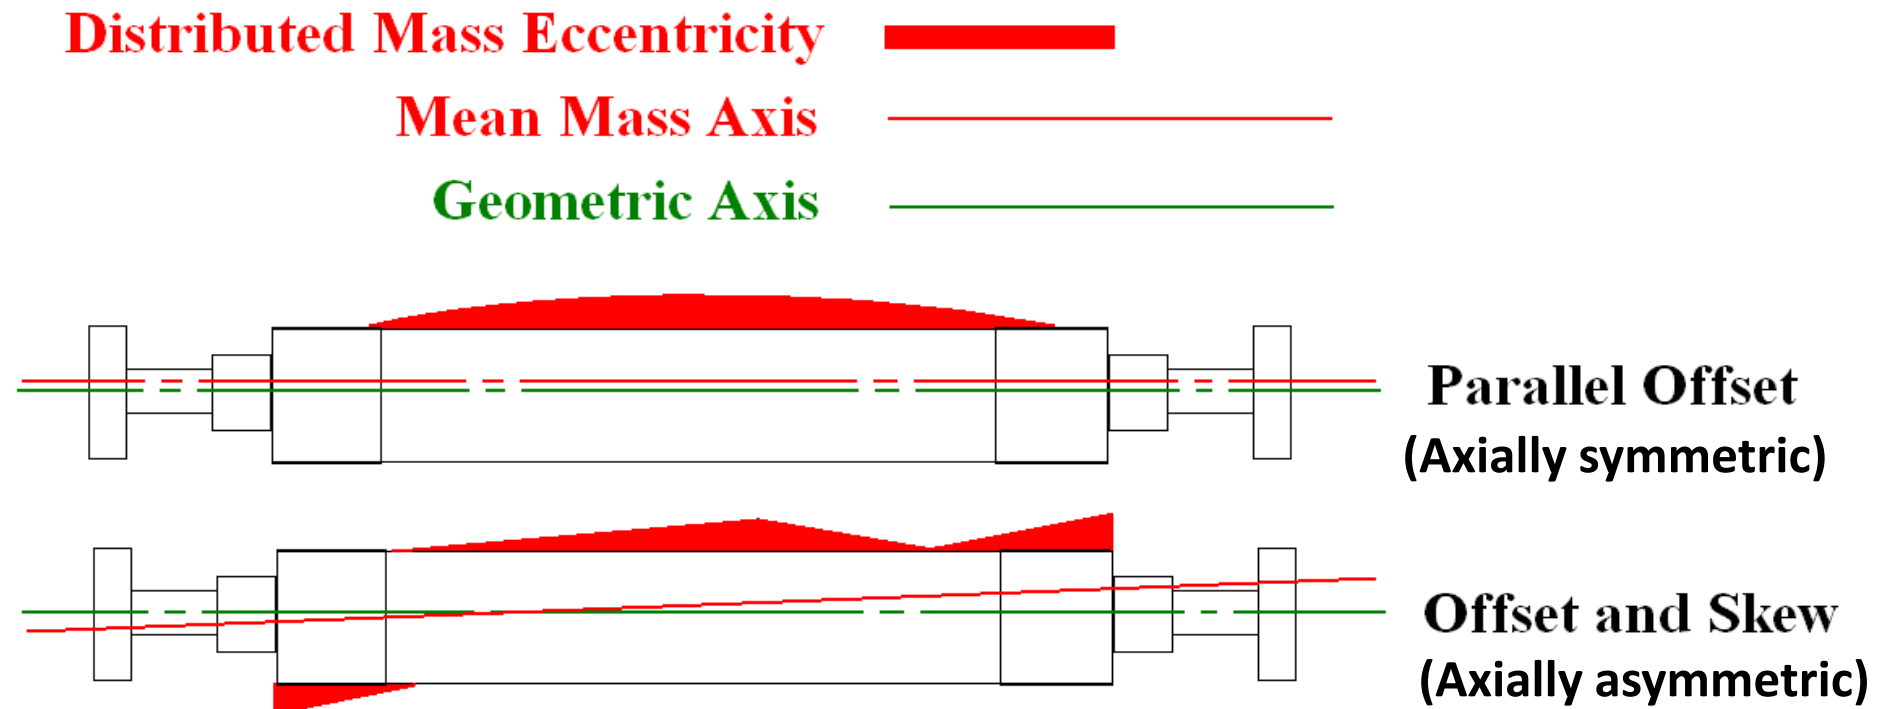 Distributed Mass Eccentricity
Mean Mass Axis
Geometric Axis
Parallel Offset
(Axially symmetric)
Offset and Skew
(Axially asymmetric)